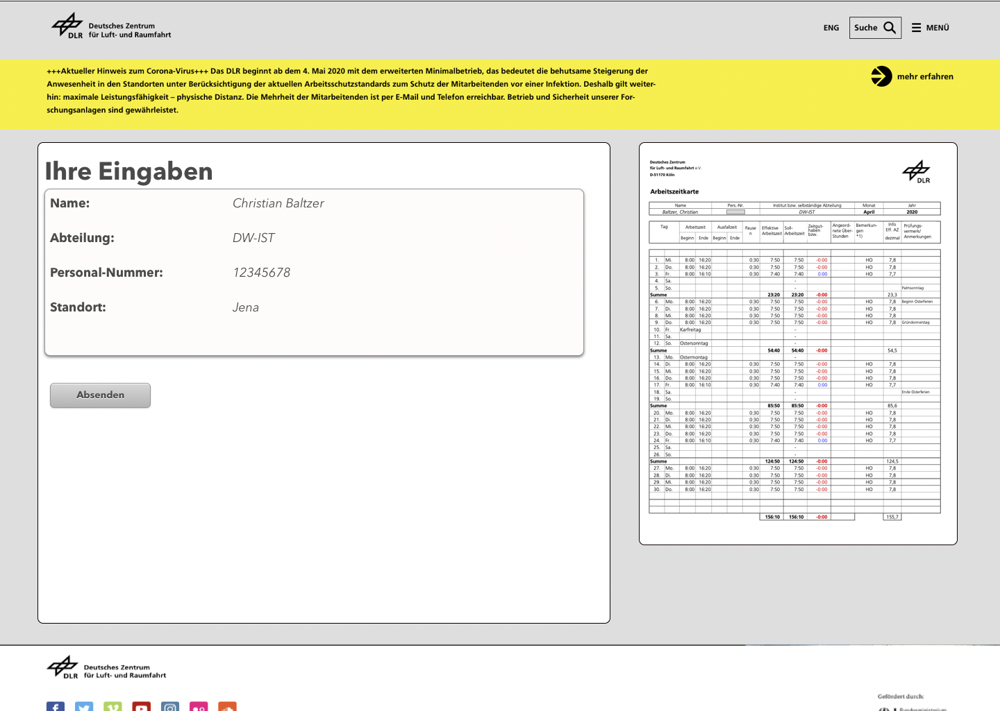 DLR
Deutsches Zentrum
für Luft- und Raumfahrt
ENG Suche MENÜ
+++Aktueller Hinweis zum Corona-Virus+++ Das DLR beginnt ab dem 4. Mai 2020 mit dem erweiterten Minimalbetrieb, das bedeutet die behutsame Steigerung der
Anwesenheit in den Standorten unter Berücksichtigung der aktuellen Arbeitsschutzstandards zum Schutz der Mitarbeitenden vor einer Infektion. Deshalb gilt weiter-
hin: maximale Leistungsfähigkeit – physische Distanz. Die Mehrheit der Mitarbeitenden ist per E-Mail und Telefon erreichbar. Betrieb und Sicherheit unserer For-
schungsanlagen sind gewährleistet.
mehr erfahren
Ihre Eingaben
Name: Christian Baltzer
Abteilung: DW-IST
Personal-Nummer: 12345678
Standort: Jena
Absenden
Deutsches Zentrum
für Luft- und Raumfahrt e.V.
D-51170 Köln
DLR
Arbeitszeitkarte
Name Pers.-Nr. Institut bzw. selbständige Abteilung Monat Jahr
Baltzer, Christian DW-IST April 2020
Tag Arbeitszeit Ausfallzeit Pause n Effektive Arbeitszeit Soll- Arbeitszeit Zeitgut- haben bzw. Angeord- nete Über- Stunden Bemerkun- gen *1) Info Eff. AZ dezimal Prüfungs- vermerk/ Anmerkungen
Beginn Ende Beginn Ende
1. Mi. 8:00 16:20 0:30 7:50 7:50 -0:00 HO 7,8
2. Do. 8:00 16:20 0:30 7:50 7:50 -0:00 HO 7,8
3. Fr. 8:00 16:10 0:30 7:40 7:40 0:00 HO 7,7
4. Sa. -
5. So. - Palmsonntag
Summe 23:20 23:20 -0:00 23,3
6. Mo. 8:00 16:20 0:30 7:50 7:50 -0:00 HO 7,8 Beginn Osterferien
7. Di. 8:00 16:20 0:30 7:50 7:50 -0:00 HO 7,8
8. Mi. 8:00 16:20 0:30 7:50 7:50 -0:00 HO 7,8
9. Do. 8:00 16:20 0:30 7:50 7:50 -0:00 HO 7,8 Gründonnerstag
10. Fr. Karfreitag -
11. Sa. -
12. So. Ostersonntag -
Summe 54:40 54:40 -0:00 54,5
13. Mo. Ostermontag -
14. Di. 8:00 16:20 0:30 7:50 7:50 -0:00 HO 7,8
15. Mi. 8:00 16:20 0:30 7:50 7:50 -0:00 HO 7,8
16. Do. 8:00 16:20 0:30 7:50 7:50 -0:00 HO 7,8
17. Fr. 8:00 16:10 0:30 7:40 7:40 0:00 HO 7,7
18. Sa. - Ende Osterferien
19. So. -
Summe 85:50 85:50 -0:00 85,6
20. Mo. 8:00 16:20 0:30 7:50 7:50 -0:00 HO 7,8
21. Di. 8:00 16:20 0:30 7:50 7:50 -0:00 HO 7,8
22. Mi. 8:00 16:20 0:30 7:50 7:50 -0:00 HO 7,8
23. Do. 8:00 16:20 0:30 7:50 7:50 -0:00 HO 7,8
24. Fr. 8:00 16:10 0:30 7:40 7:40 0:00 HO 7,7
25. Sa. -
26. So. -
Summe 124:50 124:50 -0:00 124,5
27. Mo. 8:00 16:20 0:30 7:50 7:50 -0:00 HO 7,8
28. Di. 8:00 16:20 0:30 7:50 7:50 -0:00 HO 7,8
29. Mi. 8:00 16:20 0:30 7:50 7:50 -0:00 HO 7,8
30. Do. 8:00 16:20 0:30 7:50 7:50 -0:00 HO 7,8
156:10 156:10 -0:00 155,7
DLR
Deutsches Zentrum
für Luft- und Raumfahrt
Gefördert durch:
Bundesministerium